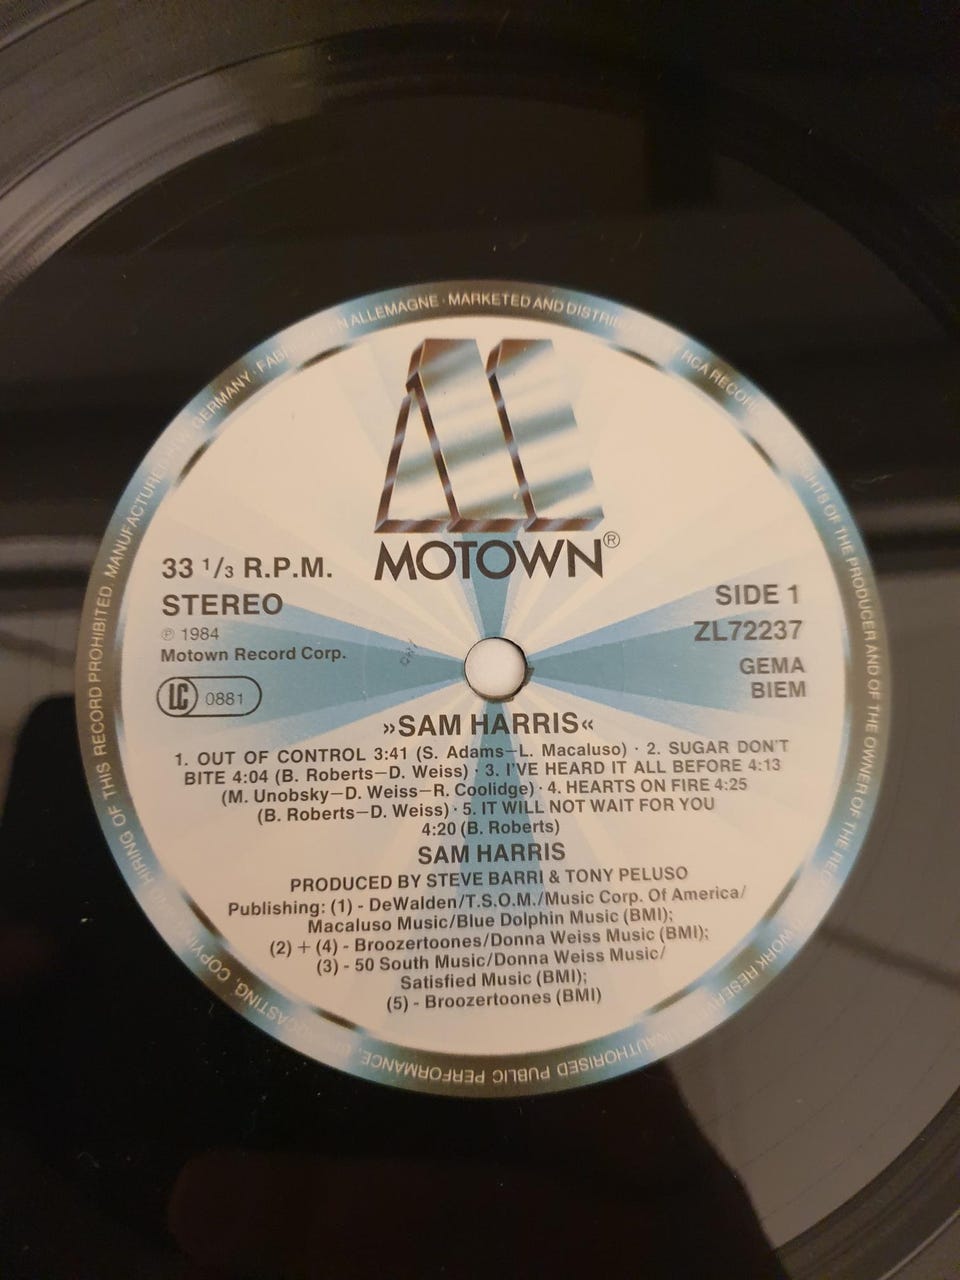 MOTOWN®
33 1/3 R.P.M.
STEREO
℗ 1984
Motown Record Corp.
LC 0881
SIDE 1
ZL72237
GEMA
BIEM
»SAM HARRIS«
1. OUT OF CONTROL 3:41 (S. Adams–L. Macaluso) · 2. SUGAR DON'T
BITE 4:04 (B. Roberts–D. Weiss) · 3. I'VE HEARD IT ALL BEFORE 4:13
(M. Unobsky–D. Weiss–R. Coolidge) · 4. HEARTS ON FIRE 4:25
(B. Roberts–D. Weiss) · 5. IT WILL NOT WAIT FOR YOU
4:20 (B. Roberts)
SAM HARRIS
PRODUCED BY STEVE BARRI & TONY PELUSO
Publishing: (1) - DeWalden/T.S.O.M./Music Corp. Of America/
Macaluso Music/Blue Dolphin Music (BMI);
(2) + (4) - Broozertoones/Donna Weiss Music (BMI);
(3) - 50 South Music/Donna Weiss Music/
Satisfied Music (BMI);
(5) - Broozertoones (BMI)
MANUFACTURED IN W. GERMANY · ALLEMAGNE · MARKETED AND RCA OF THE PRODUCER AND OF THE OWNER OF THE WORK UNAUTHORISED PUBLIC PERFORMANCE, COPYING HIRING OF THIS RECORD PROHIBITED.